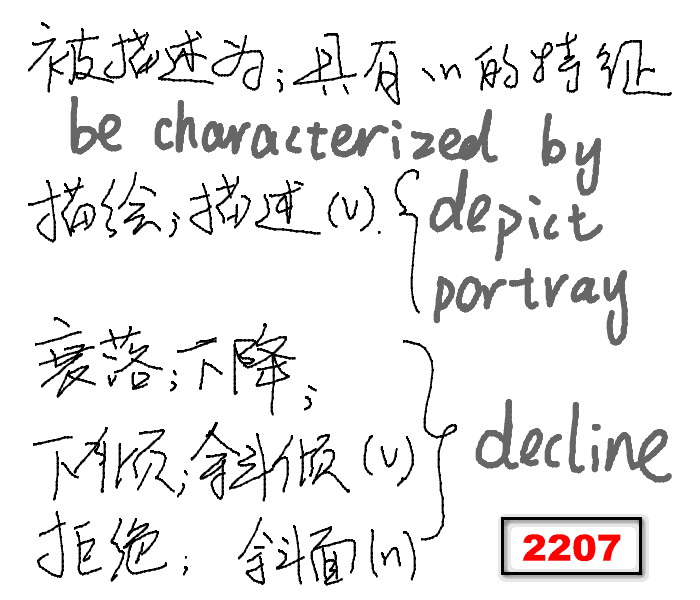 被描述为；具有…的特征
be characterized by
描绘；描述(v).
depict
portray
衰落；下降；
下倾；斜倾(v)
拒绝；斜面(n)
decline
2207